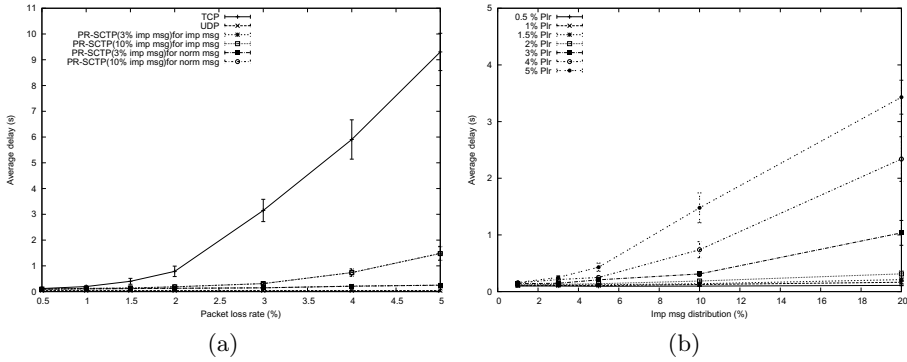 11
10
9
8
7
6
5
4
3
2
1
0
Average delay (s)
TCP
UDP
PR-SCTP(3% imp msg)for imp msg
PR-SCTP(10% imp msg)for imp msg
PR-SCTP(3% imp msg)for norm msg
PR-SCTP(10% imp msg)for norm msg
0.5 1 1.5 2 2.5 3 3.5 4 4.5 5
Packet loss rate (%)
(a)
5
4
3
2
1
0
Average delay (s)
0.5 % Plr
1% Plr
1.5% Plr
2% Plr
3% Plr
4% Plr
5% Plr
2 4 6 8 10 12 14 16 18 20
Imp msg distribution (%)
(b)